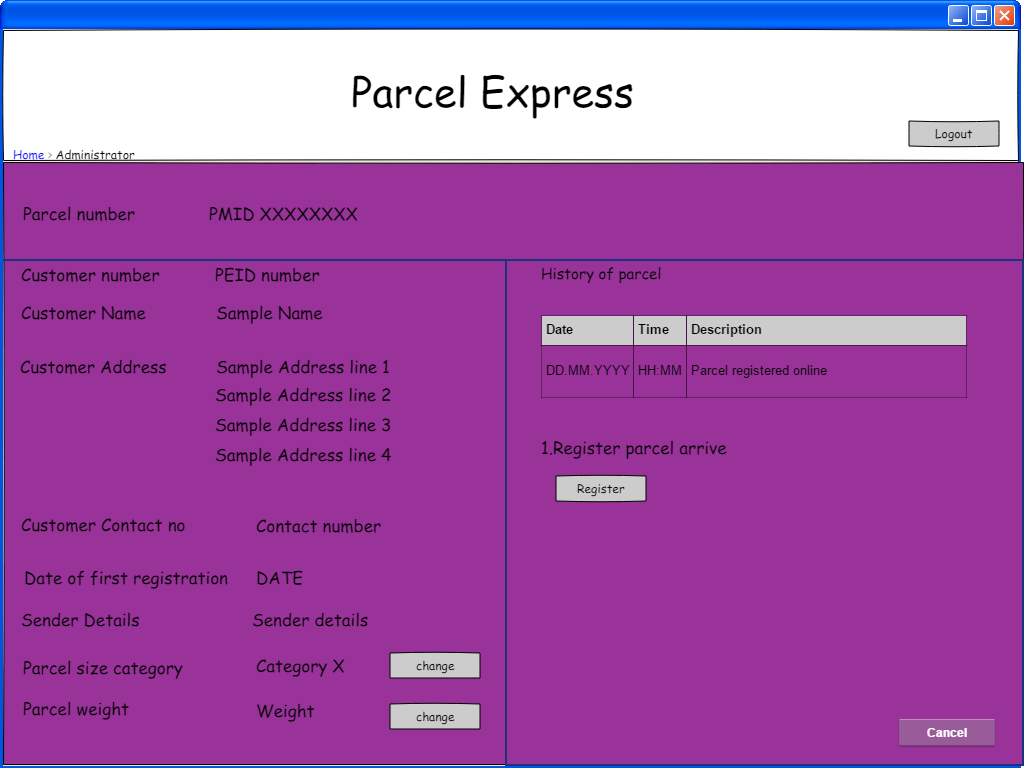 Parcel Express
Logout
Home > Administrator
Parcel number PMID XXXXXXXX
Customer number PEID number
Customer Name Sample Name
Customer Address Sample Address line 1
Sample Address line 2
Sample Address line 3
Sample Address line 4
Customer Contact no Contact number
Date of first registration DATE
Sender Details Sender details
Parcel size category Category X change
Parcel weight Weight change
History of parcel
Date Time Description
DD.MM.YYYY HH:MM Parcel registered online
1.Register parcel arrive
Register
Cancel